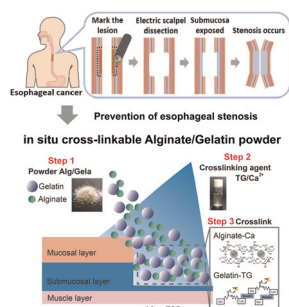 Mark the
lesion
Electric scalpel
dissection
Submucosa
exposed
Stenosis occurs
Esophageal cancer
Prevention of esophageal stenosis
in situ cross-linkable Alginate/Gelatin powder
Step 1
Powder Alg/Gela
Gelatin
Alginate
Step 2
Crosslinking agent
TG/Ca²⁺
Step 3 Crosslink
Alginate-Ca
Gelatin-TG
Mucosal layer
Submucosal layer
Muscle layer